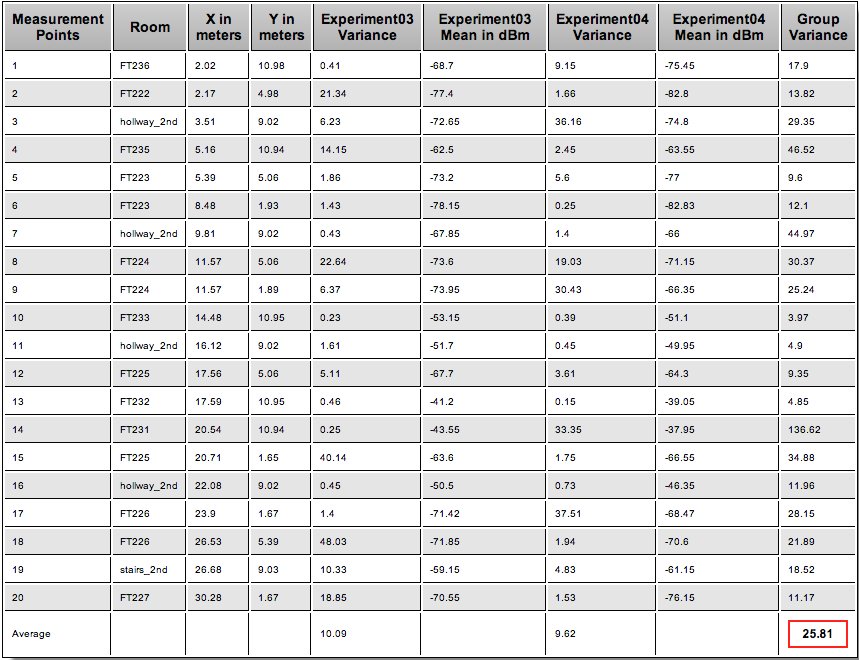 Measurement Points Room X in meters Y in meters Experiment03 Variance Experiment03 Mean in dBm Experiment04 Variance Experiment04 Mean in dBm Group Variance
1 FT236 2.02 10.98 0.41 -68.7 9.15 -75.45 17.9
2 FT222 2.17 4.98 21.34 -77.4 1.66 -82.8 13.82
3 hollway_2nd 3.51 9.02 6.23 -72.65 36.16 -74.8 29.35
4 FT235 5.16 10.94 14.15 -62.5 2.45 -63.55 46.52
5 FT223 5.39 5.06 1.86 -73.2 5.6 -77 9.6
6 FT223 8.48 1.93 1.43 -78.15 0.25 -82.83 12.1
7 hollway_2nd 9.81 9.02 0.43 -67.85 1.4 -66 44.97
8 FT224 11.57 5.06 22.64 -73.6 19.03 -71.15 30.37
9 FT224 11.57 1.89 6.37 -73.95 30.43 -66.35 25.24
10 FT233 14.48 10.95 0.23 -53.15 0.39 -51.1 3.97
11 hollway_2nd 16.12 9.02 1.61 -51.7 0.45 -49.95 4.9
12 FT225 17.56 5.06 5.11 -67.7 3.61 -64.3 9.35
13 FT232 17.59 10.95 0.46 -41.2 0.15 -39.05 4.85
14 FT231 20.54 10.94 0.25 -43.55 33.35 -37.95 136.62
15 FT225 20.71 1.65 40.14 -63.6 1.75 -66.55 34.88
16 hollway_2nd 22.08 9.02 0.45 -50.5 0.73 -46.35 11.96
17 FT226 23.9 1.67 1.4 -71.42 37.51 -68.47 28.15
18 FT226 26.53 5.39 48.03 -71.85 1.94 -70.6 21.89
19 stairs_2nd 26.68 9.03 10.33 -59.15 4.83 -61.15 18.52
20 FT227 30.28 1.67 18.85 -70.55 1.53 -76.15 11.17
Average 10.09 9.62 25.81